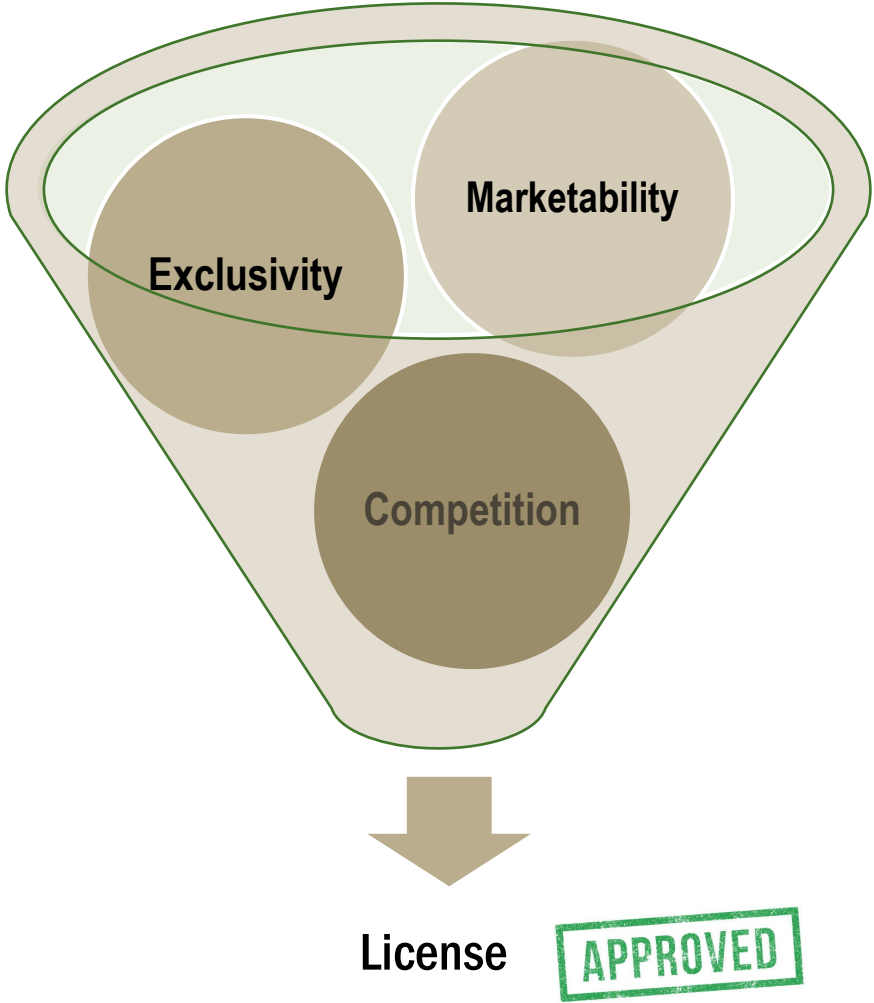 Marketability
Exclusivity
Competition
License
APPROVED